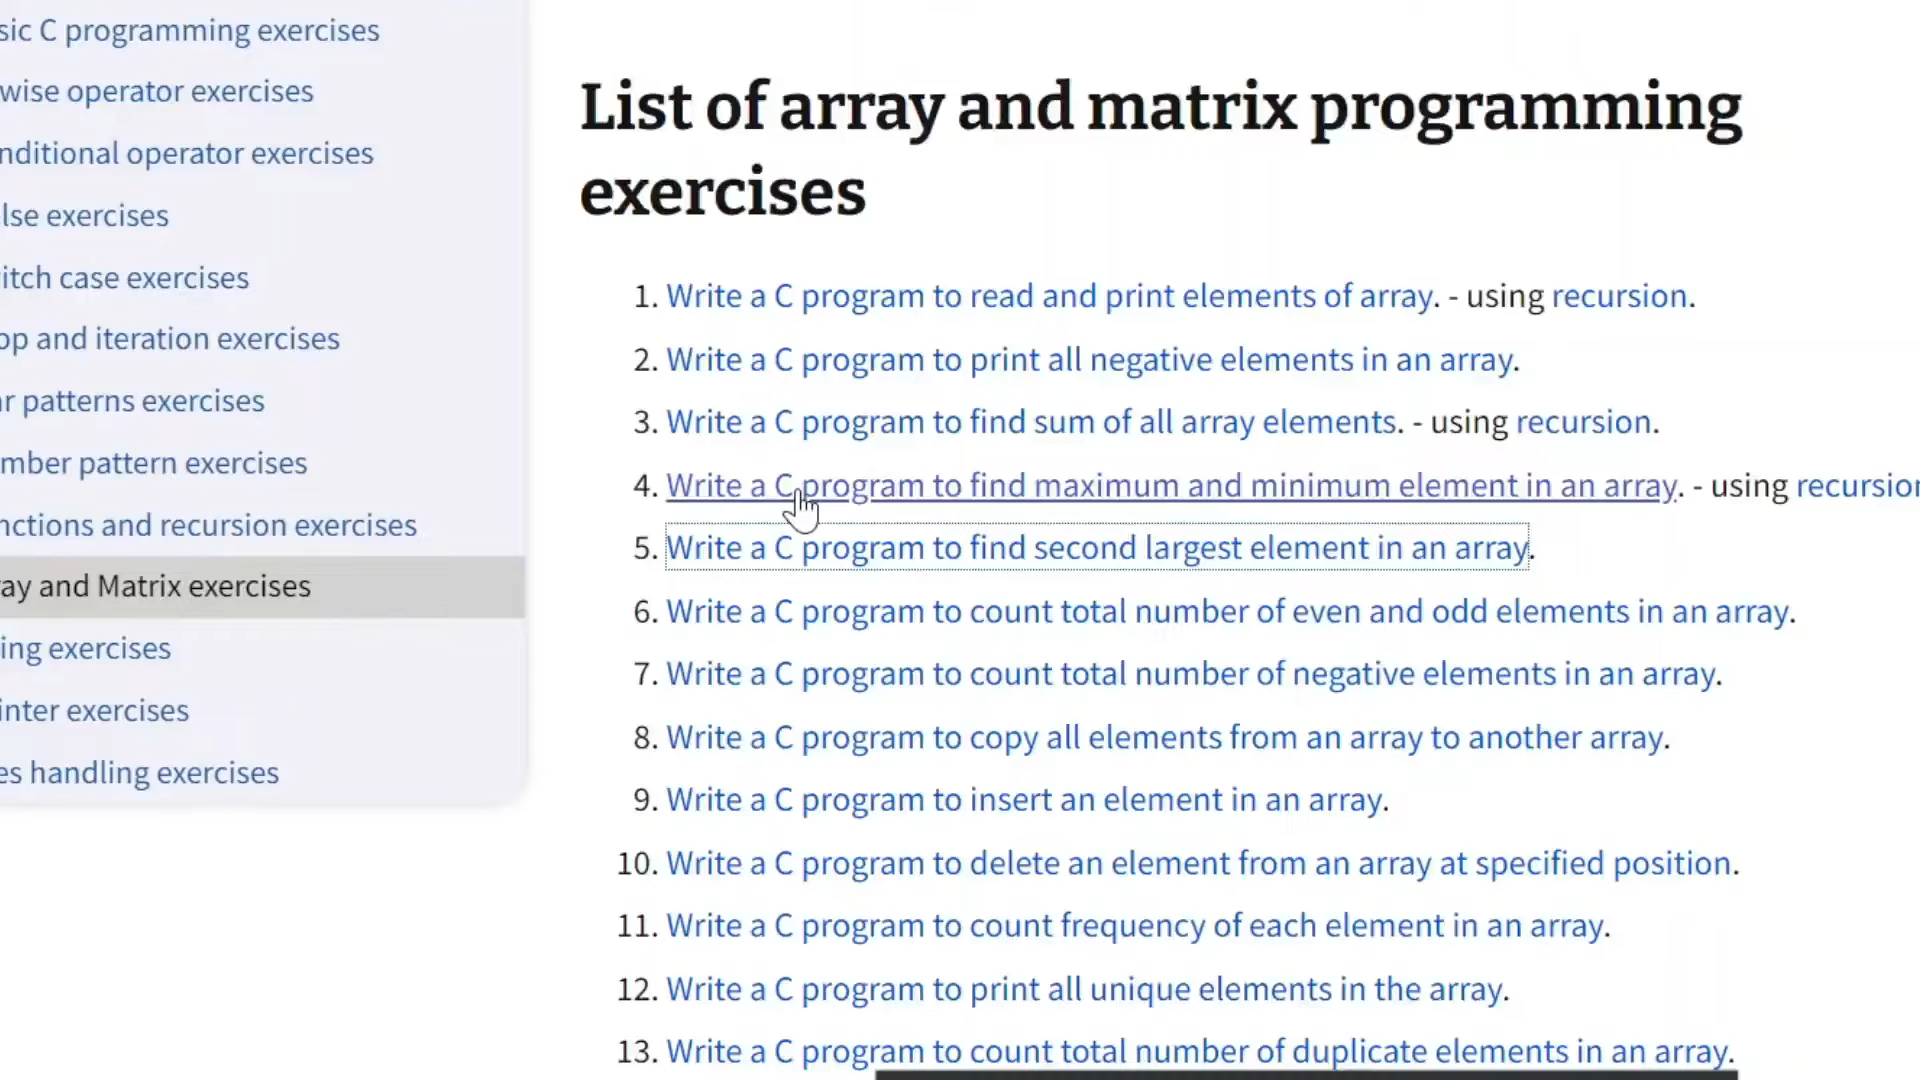 sic C programming exercises
wise operator exercises
nditional operator exercises
lse exercises
itch case exercises
op and iteration exercises
ar patterns exercises
mber pattern exercises
nctions and recursion exercises
ay and Matrix exercises
ing exercises
inter exercises
es handling exercises
List of array and matrix programming
exercises
1. Write a C program to read and print elements of array. - using recursion.
2. Write a C program to print all negative elements in an array.
3. Write a C program to find sum of all array elements. - using recursion.
4. Write a C program to find maximum and minimum element in an array. - using recursion
5. Write a C program to find second largest element in an array.
6. Write a C program to count total number of even and odd elements in an array.
7. Write a C program to count total number of negative elements in an array.
8. Write a C program to copy all elements from an array to another array.
9. Write a C program to insert an element in an array.
10. Write a C program to delete an element from an array at specified position.
11. Write a C program to count frequency of each element in an array.
12. Write a C program to print all unique elements in the array.
13. Write a C program to count total number of duplicate elements in an array.